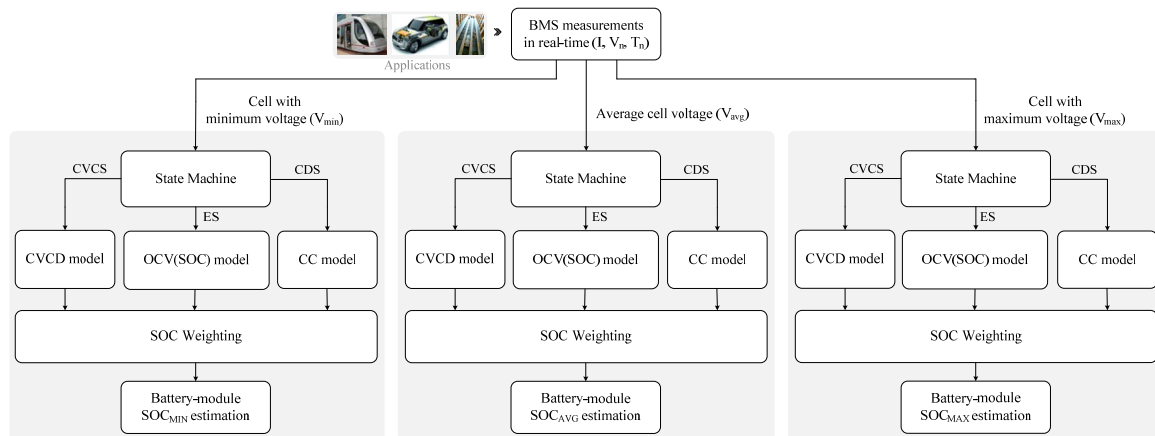 BMS measurements
in real-time (I, Vn, Tn)
Applications
Cell with
minimum voltage (Vmin)
Average cell voltage (Vavg)
Cell with
maximum voltage (Vmax)
CVCS
State Machine
CDS
ES
CVCD model
OCV(SOC) model
CC model
SOC Weighting
Battery-module
SOCMIN estimation
CVCS
State Machine
CDS
ES
CVCD model
OCV(SOC) model
CC model
SOC Weighting
Battery-module
SOCAVG estimation
CVCS
State Machine
CDS
ES
CVCD model
OCV(SOC) model
CC model
SOC Weighting
Battery-module
SOCMAX estimation